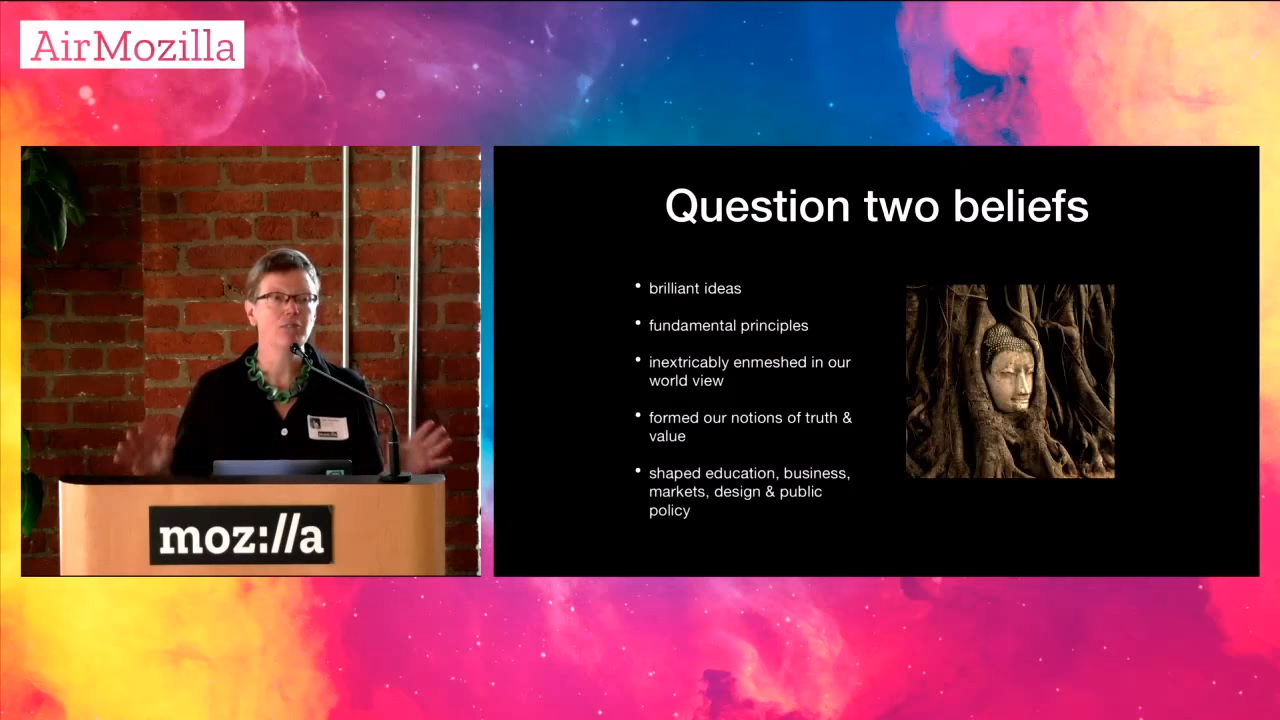 AirMozilla
Question two beliefs
• brilliant ideas
• fundamental principles
• inextricably enmeshed in our
world view
• formed our notions of truth &
value
• shaped education, business,
markets, design & public
policy
moz://a